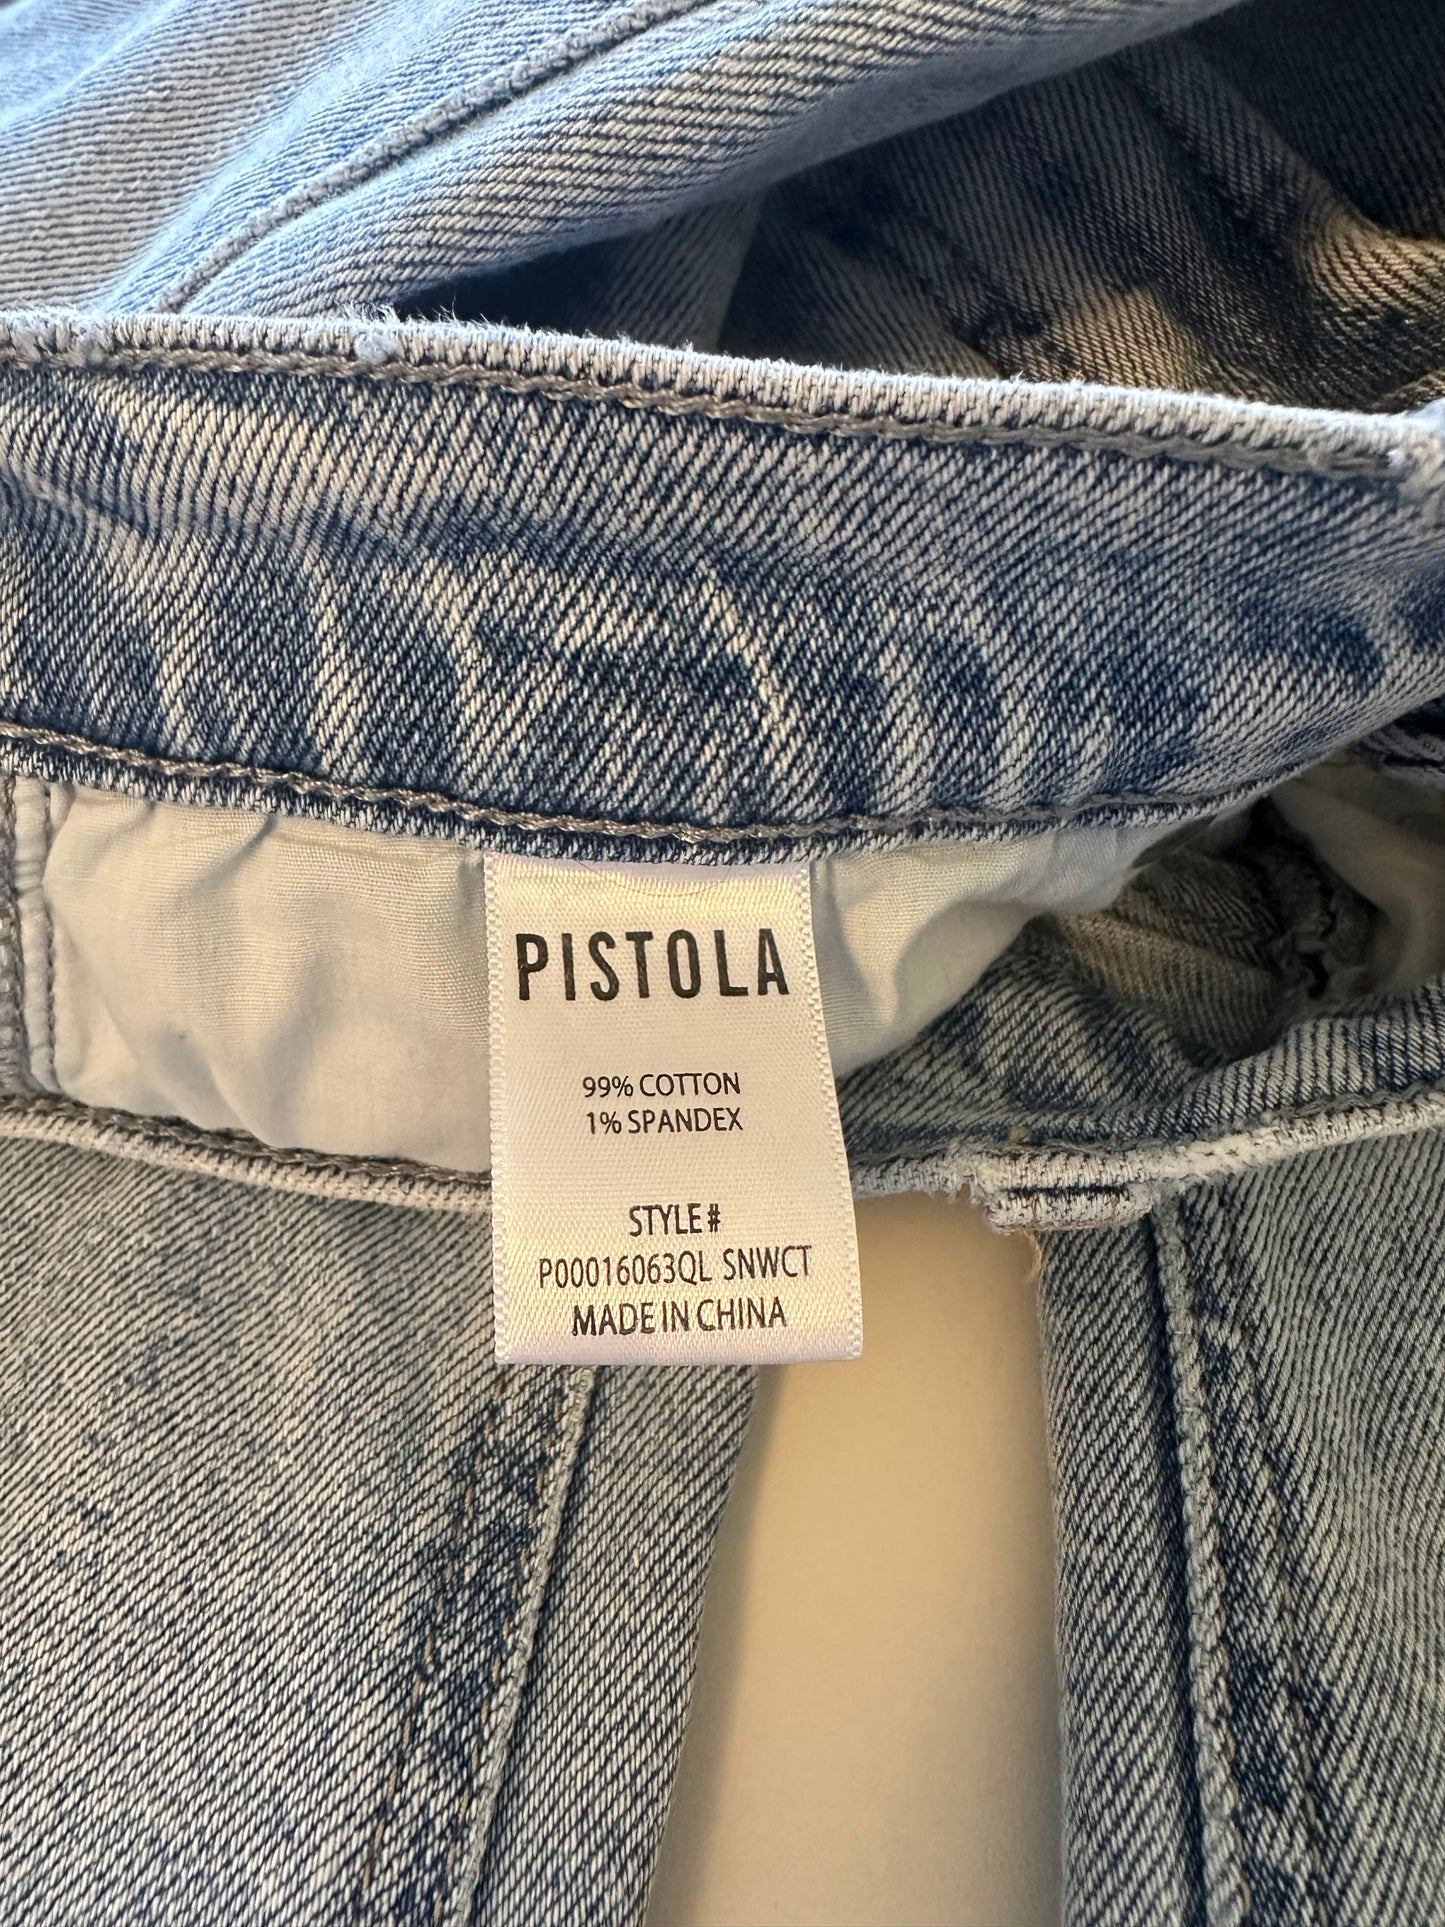 PISTOLA
99% COTTON
1% SPANDEX
STYLE#
P00016063QL SNWCT
MADE IN CHINA